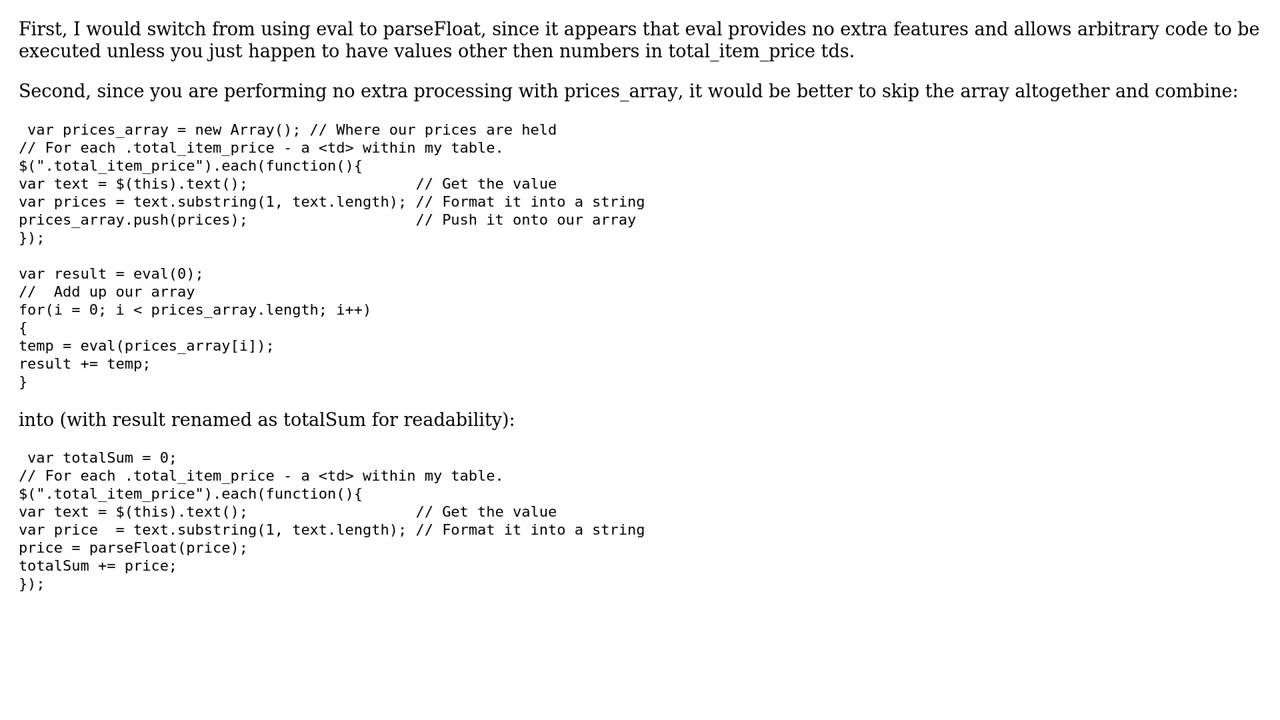 First, I would switch from using eval to parseFloat, since it appears that eval provides no extra features and allows arbitrary code to be
executed unless you just happen to have values other then numbers in total_item_price tds.
Second, since you are performing no extra processing with prices_array, it would be better to skip the array altogether and combine:
 var prices_array = new Array(); // Where our prices are held
// For each .total_item_price - a <td> within my table.
$(".total_item_price").each(function(){
var text = $(this).text();                   // Get the value
var prices = text.substring(1, text.length); // Format it into a string
prices_array.push(prices);                   // Push it onto our array
});
var result = eval(0);
//  Add up our array
for(i = 0; i < prices_array.length; i++)
{
temp = eval(prices_array[i]);
result += temp;
}
into (with result renamed as totalSum for readability):
 var totalSum = 0;
// For each .total_item_price - a <td> within my table.
$(".total_item_price").each(function(){
var text = $(this).text();                   // Get the value
var price  = text.substring(1, text.length); // Format it into a string
price = parseFloat(price);
totalSum += price;
});